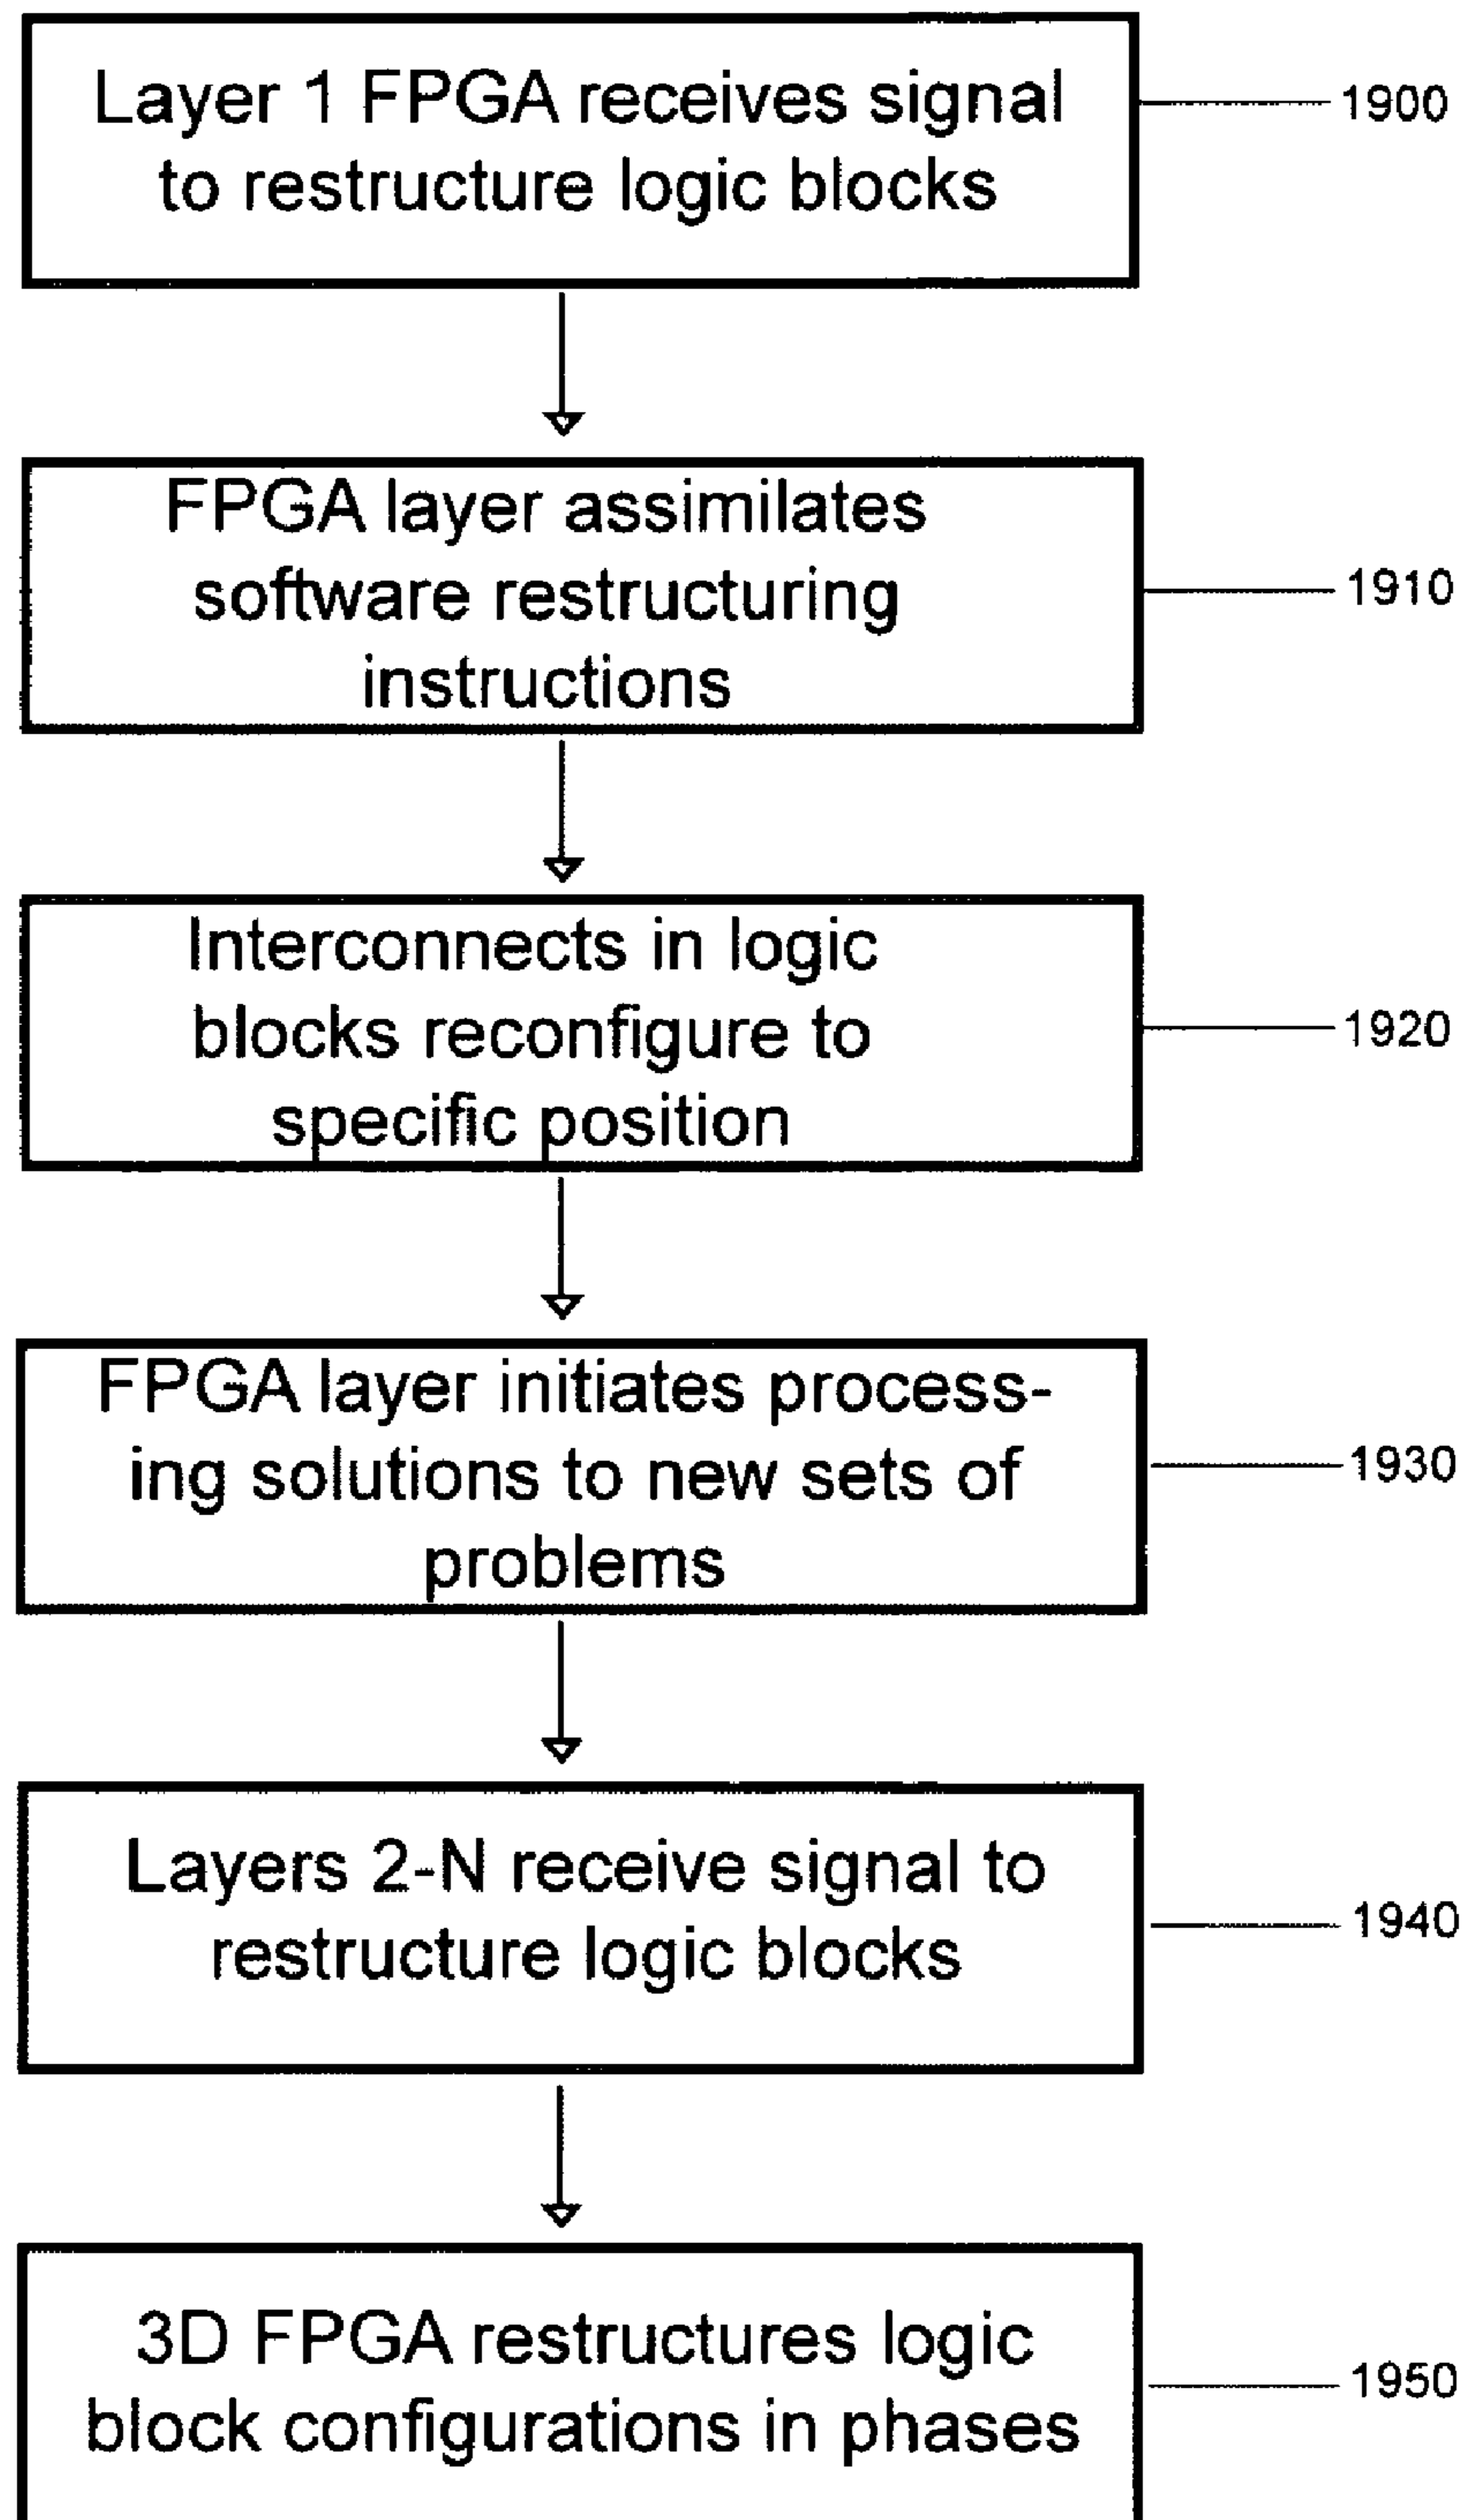 Layer 1 FPGA receives signal
to restructure logic blocks
1900
FPGA layer assimilates
software restructuring
instructions
1910
Interconnects in logic
blocks reconfigure to
specific position
1920
FPGA layer initiates process-
ing solutions to new sets of
problems
1930
Layers 2-N receive signal to
restructure logic blocks
1940
3D FPGA restructures logic
block configurations in phases
1950